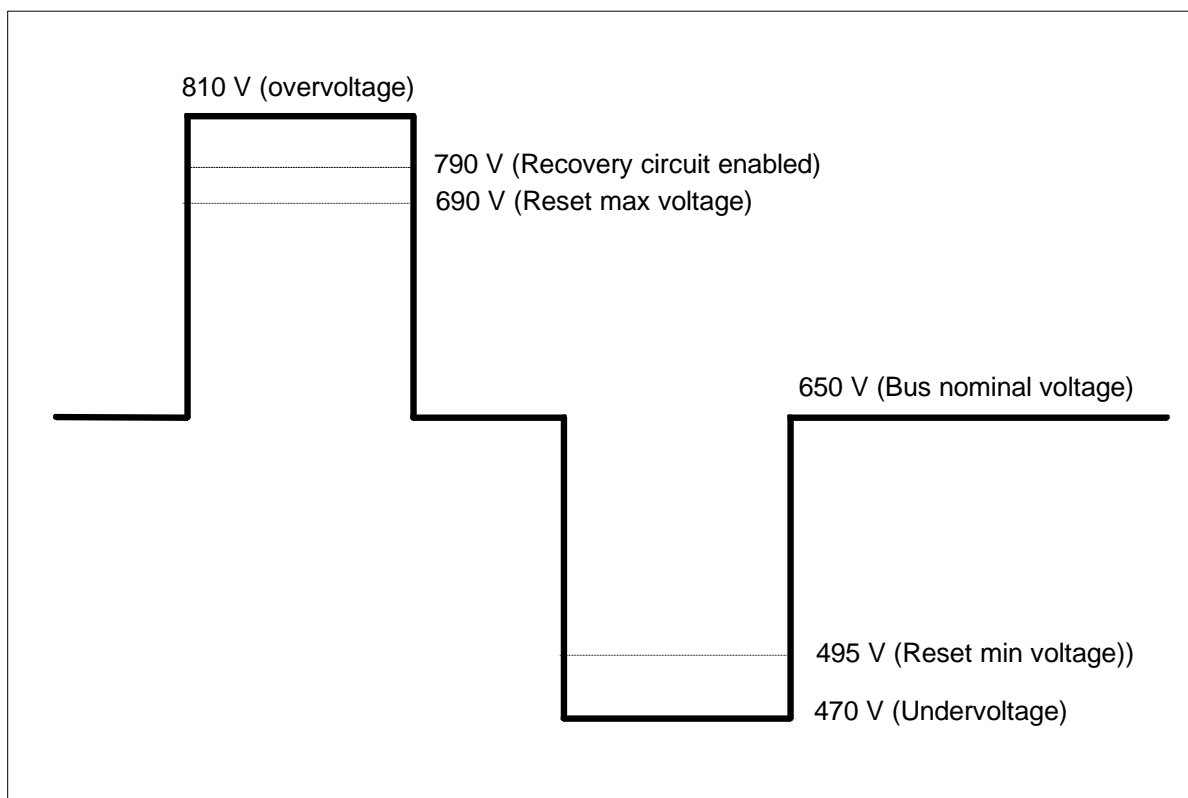 810 V (overvoltage)
790 V (Recovery circuit enabled)
690 V (Reset max voltage)
650 V (Bus nominal voltage)
495 V (Reset min voltage))
470 V (Undervoltage)